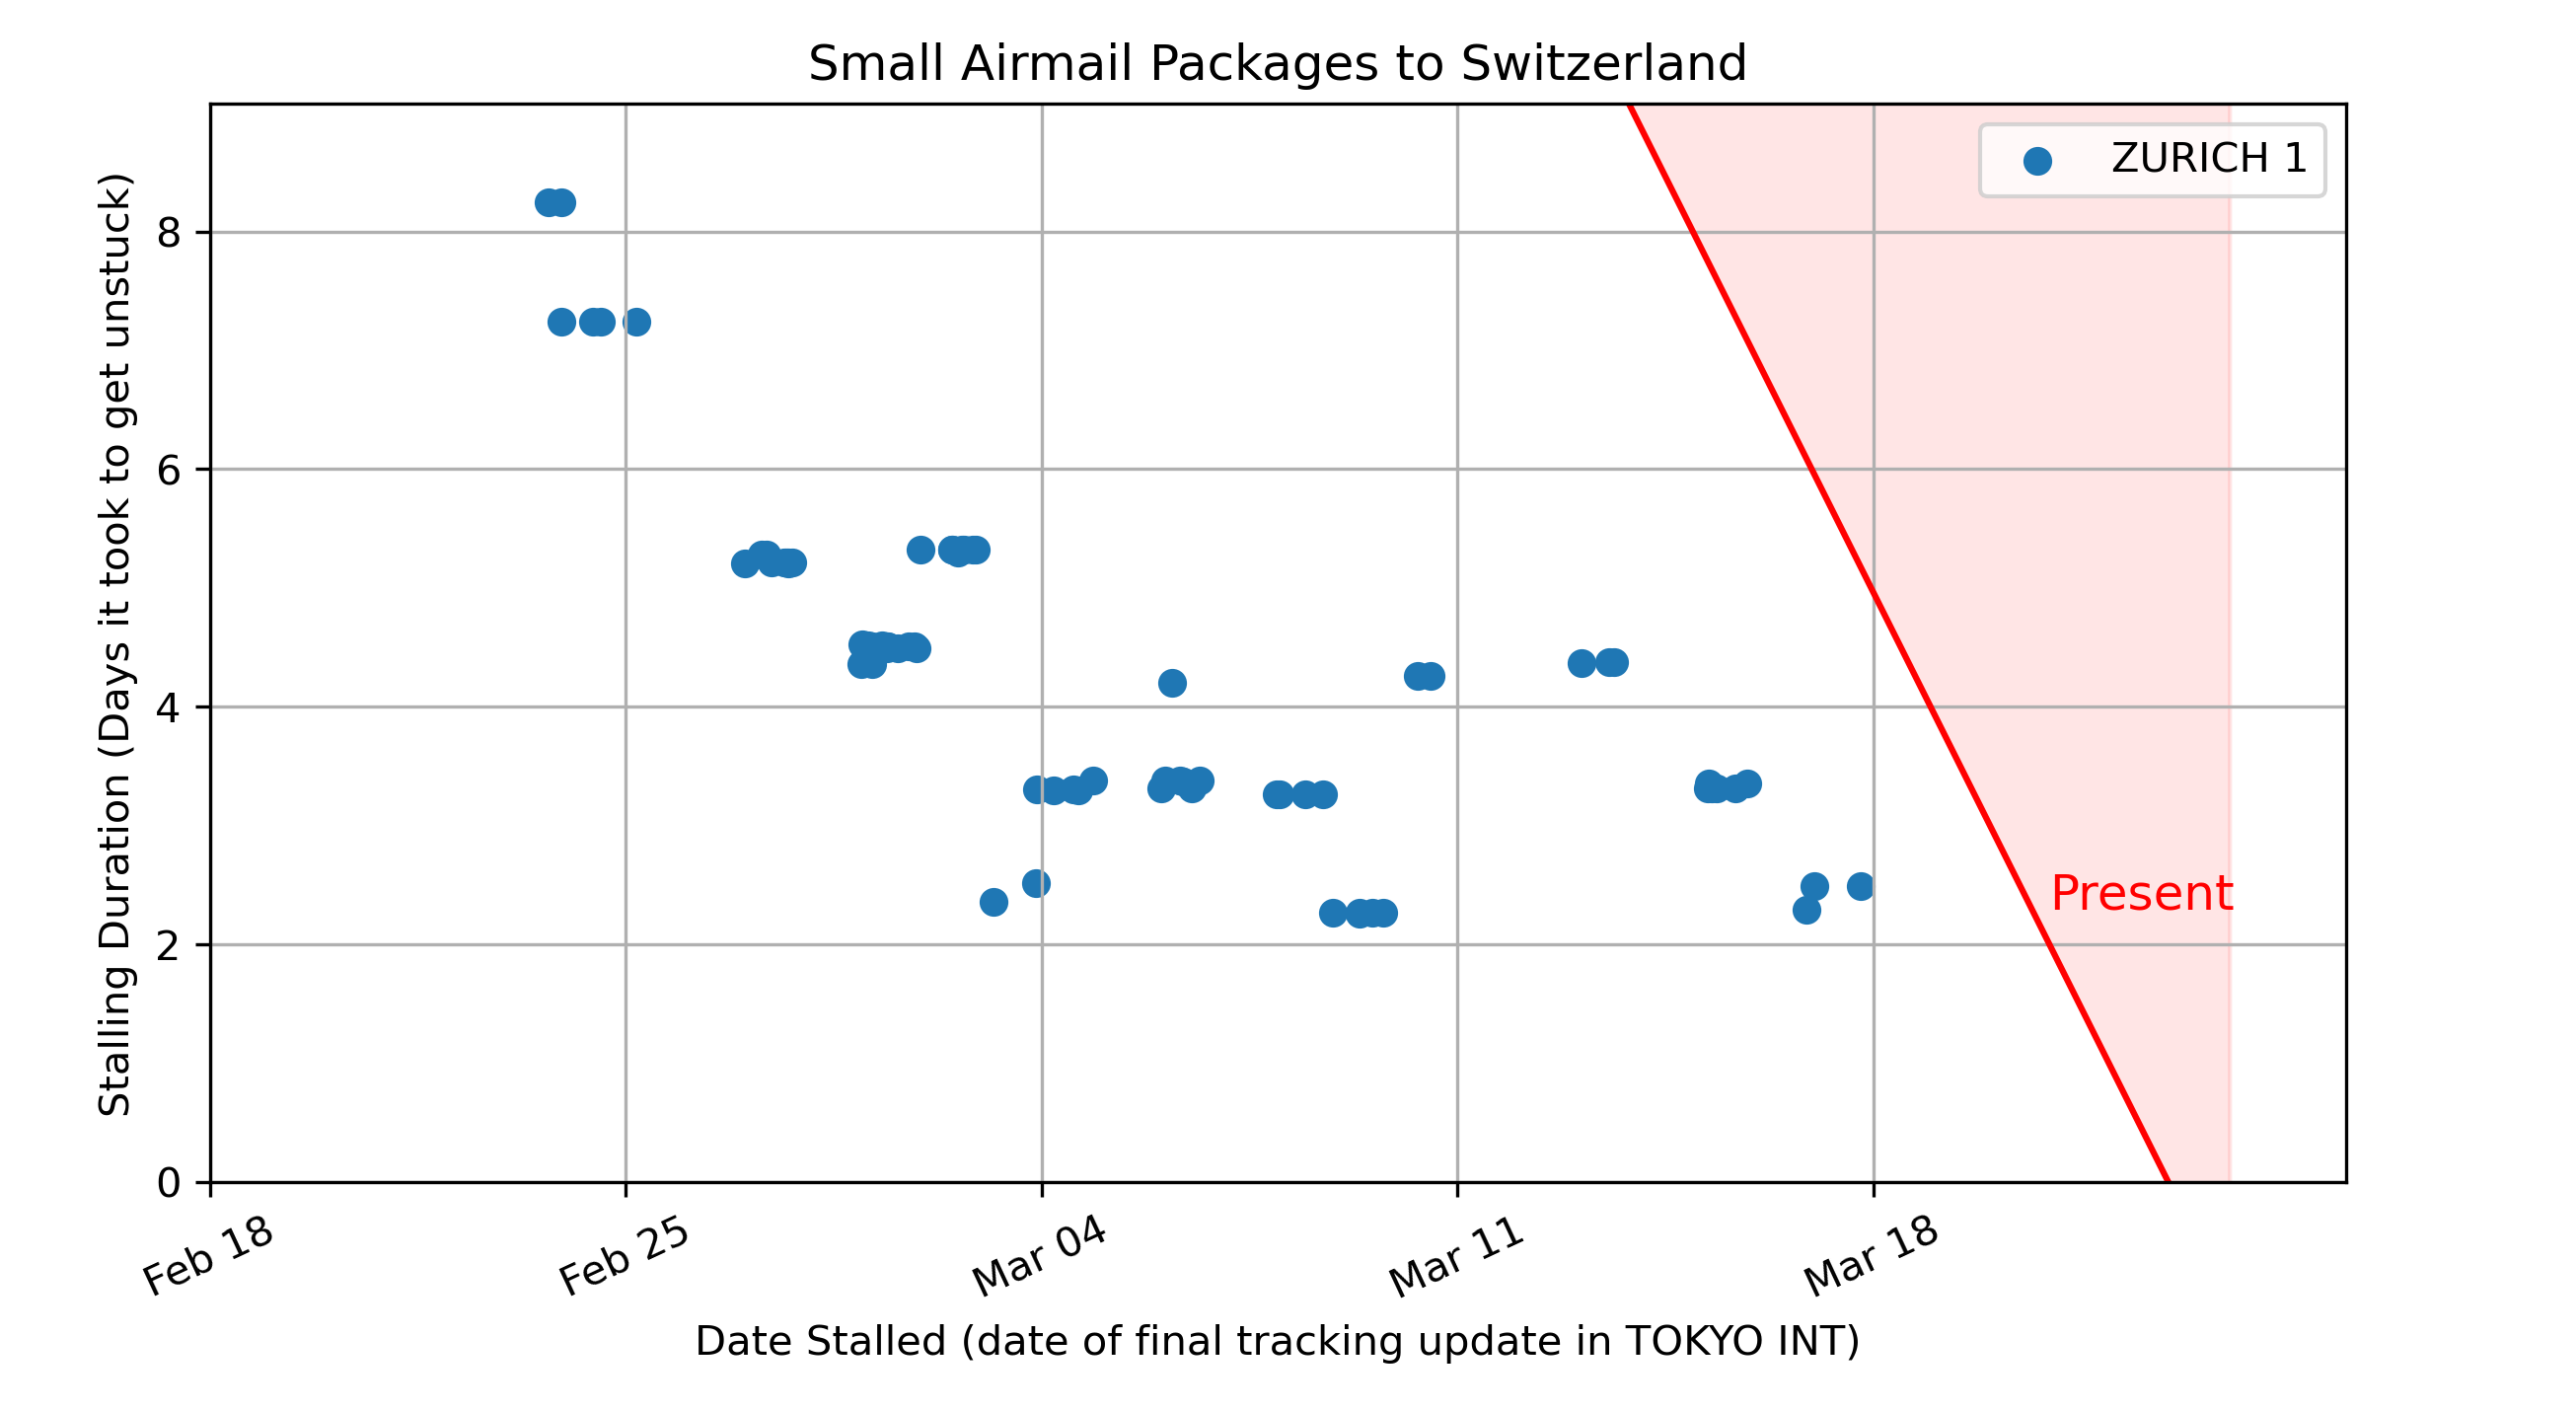 Small Airmail Packages to Switzerland
ZURICH 1
Stalling Duration (Days it took to get unstuck)
8
6
4
2
0
Present
Feb 18
Feb 25
Mar 04
Mar 11
Mar 18
Date Stalled (date of final tracking update in TOKYO INT)